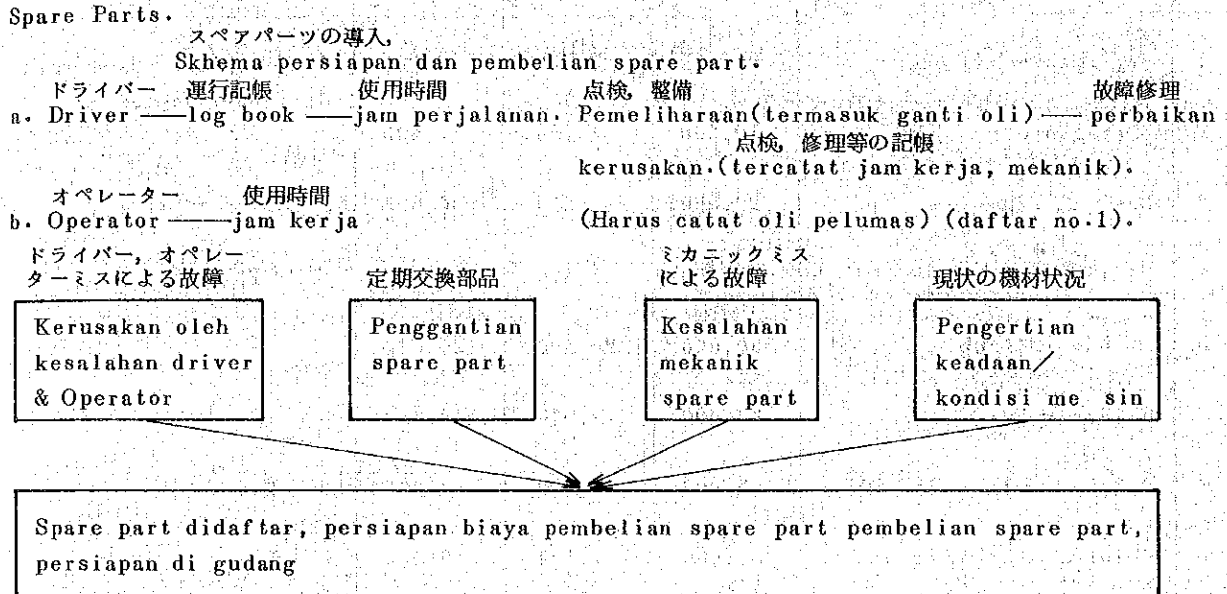 Spare Parts.
スペアパーツの導入,
Skhema persiapan dan pembelian spare part.
ドライバー 運行記帳 使用時間 点検, 整備 故障修理
a. Driver ——log book ——jam perjalanan. Pemeliharaan(termasuk ganti oli)—— perbaikan
点検, 修理等の記帳
kerusakan.(tercatat jam kerja, mekanik).
オペレーター 使用時間
b. Operator ——jam kerja (Harus catat oli pelumas) (daftar no.1).
ドライバー, オペレー
ターミスによる故障
定期交換部品
ミカニックミス
による故障
現状の機材状況
Kerusakan oleh
kesalahan driver
& Operator
Penggantian
spare part
Kesalahan
mekanik
spare part
Pengertian
keadaan/
kondisi me sin
Spare part didaftar, persiapan biaya pembelian spare part pembelian spare part,
persiapan di gudang